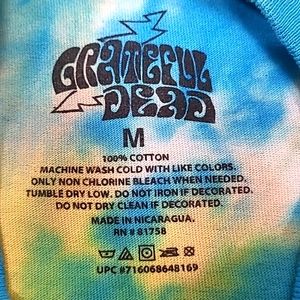 GRATEFUL
DEAD
M
100% COTTON
MACHINE WASH COLD WITH LIKE COLORS.
ONLY NON CHLORINE BLEACH WHEN NEEDED.
TUMBLE DRY LOW. DO NOT IRON IF DECORATED.
DO NOT DRY CLEAN IF DECORATED.
MADE IN NICARAGUA.
RN # 81758
UPC #716068648169